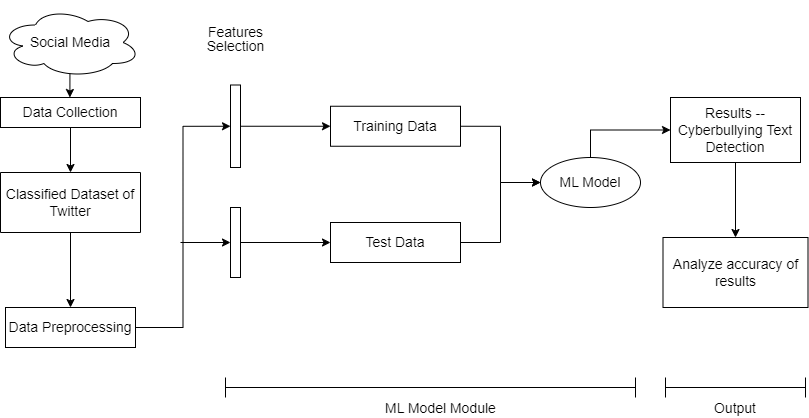 Social Media
Data Collection
Classified Dataset of
Twitter
Data Preprocessing
Features
Selection
Training Data
Test Data
ML Model
Results --
Cyberbullying Text
Detection
Analyze accuracy of
results
ML Model Module
Output